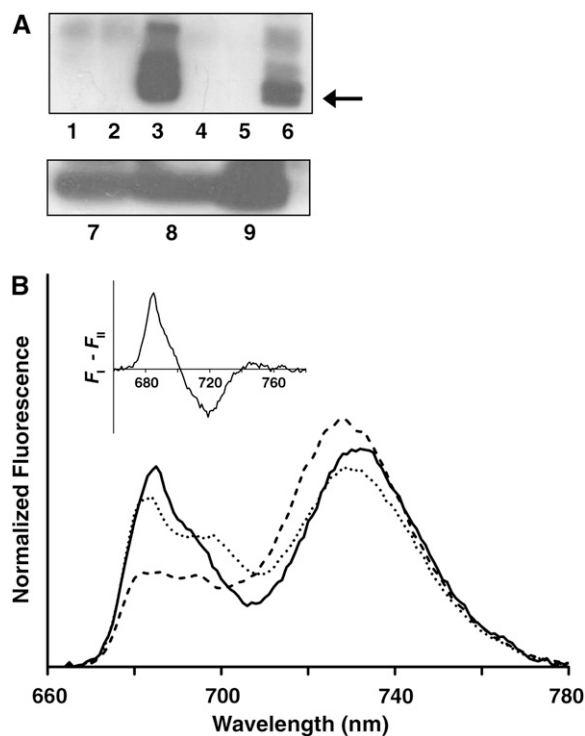 A
1 2 3 4 5 6
7 8 9
B
F_I - F_II
680 720 760
Normalized Fluorescence
660 700 740 780
Wavelength (nm)